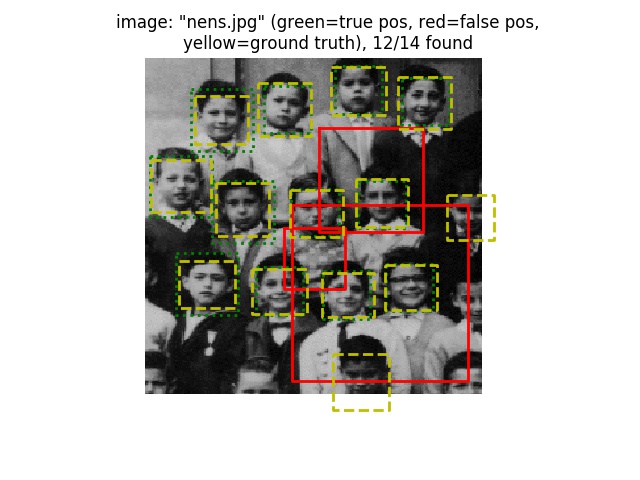 image: "nens.jpg" (green=true pos, red=false pos,
yellow=ground truth), 12/14 found